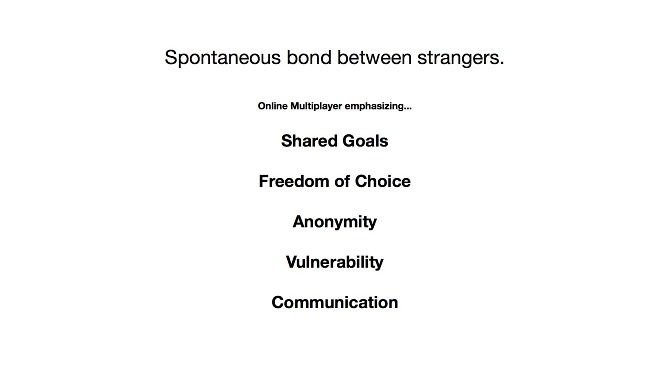 Spontaneous bond between strangers.
Online Multiplayer emphasizing...
Shared Goals
Freedom of Choice
Anonymity
Vulnerability
Communication